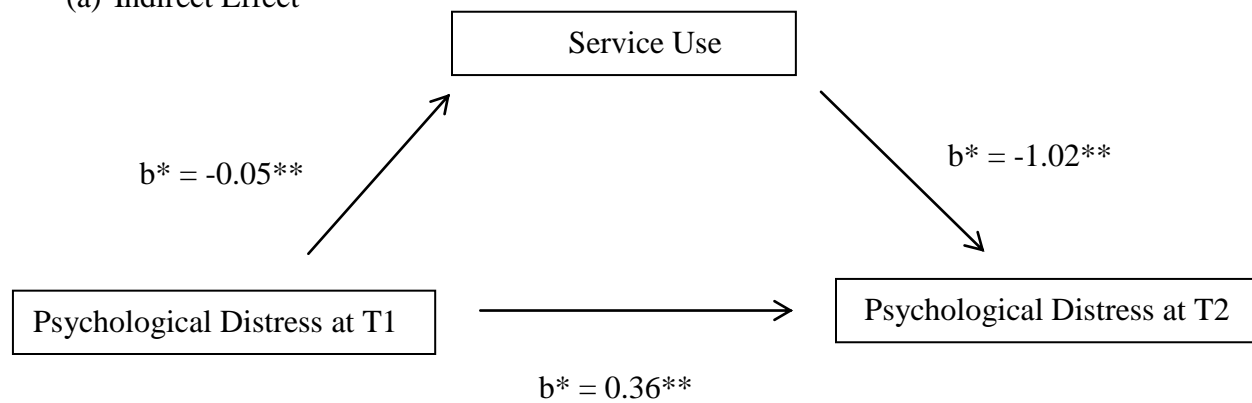 (a) Indirect Effect
Service Use
b* = -0.05**
b* = -1.02**
Psychological Distress at T1
Psychological Distress at T2
b* = 0.36**